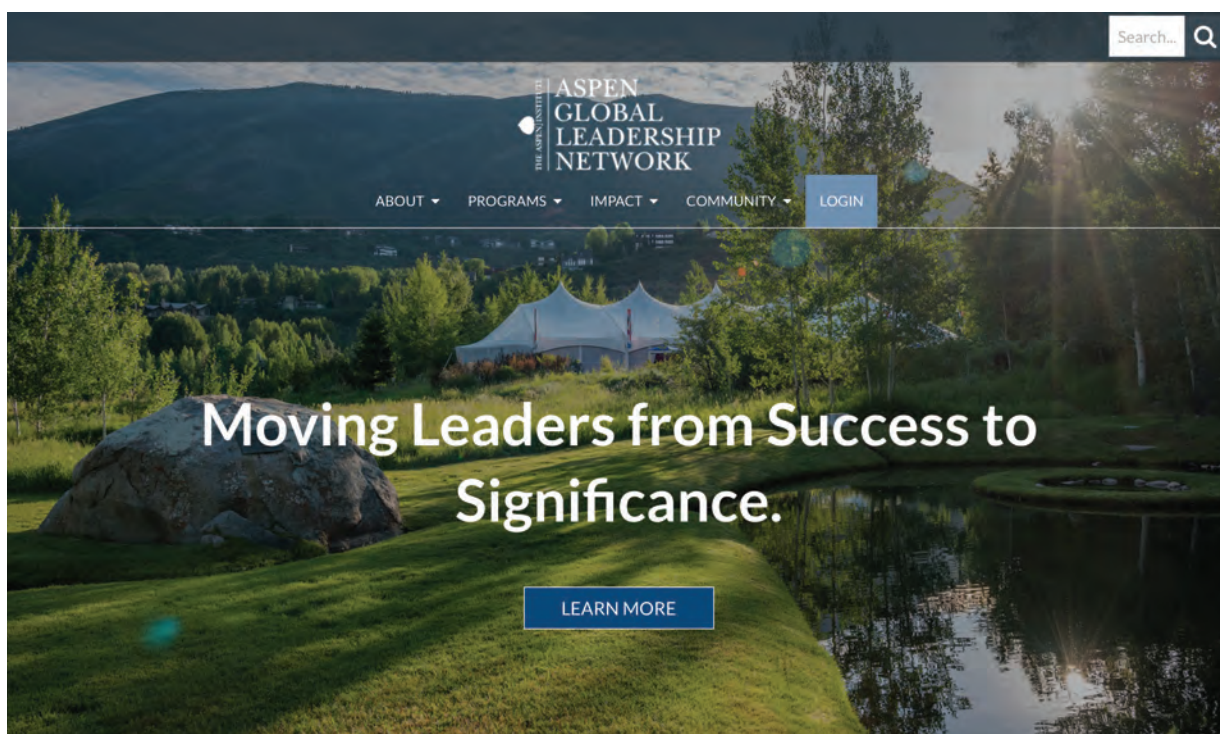 Search...
THE ASPEN INSTITUTE
ASPEN
GLOBAL
LEADERSHIP
NETWORK
ABOUT PROGRAMS IMPACT COMMUNITY LOGIN
Moving Leaders from Success to
Significance.
LEARN MORE